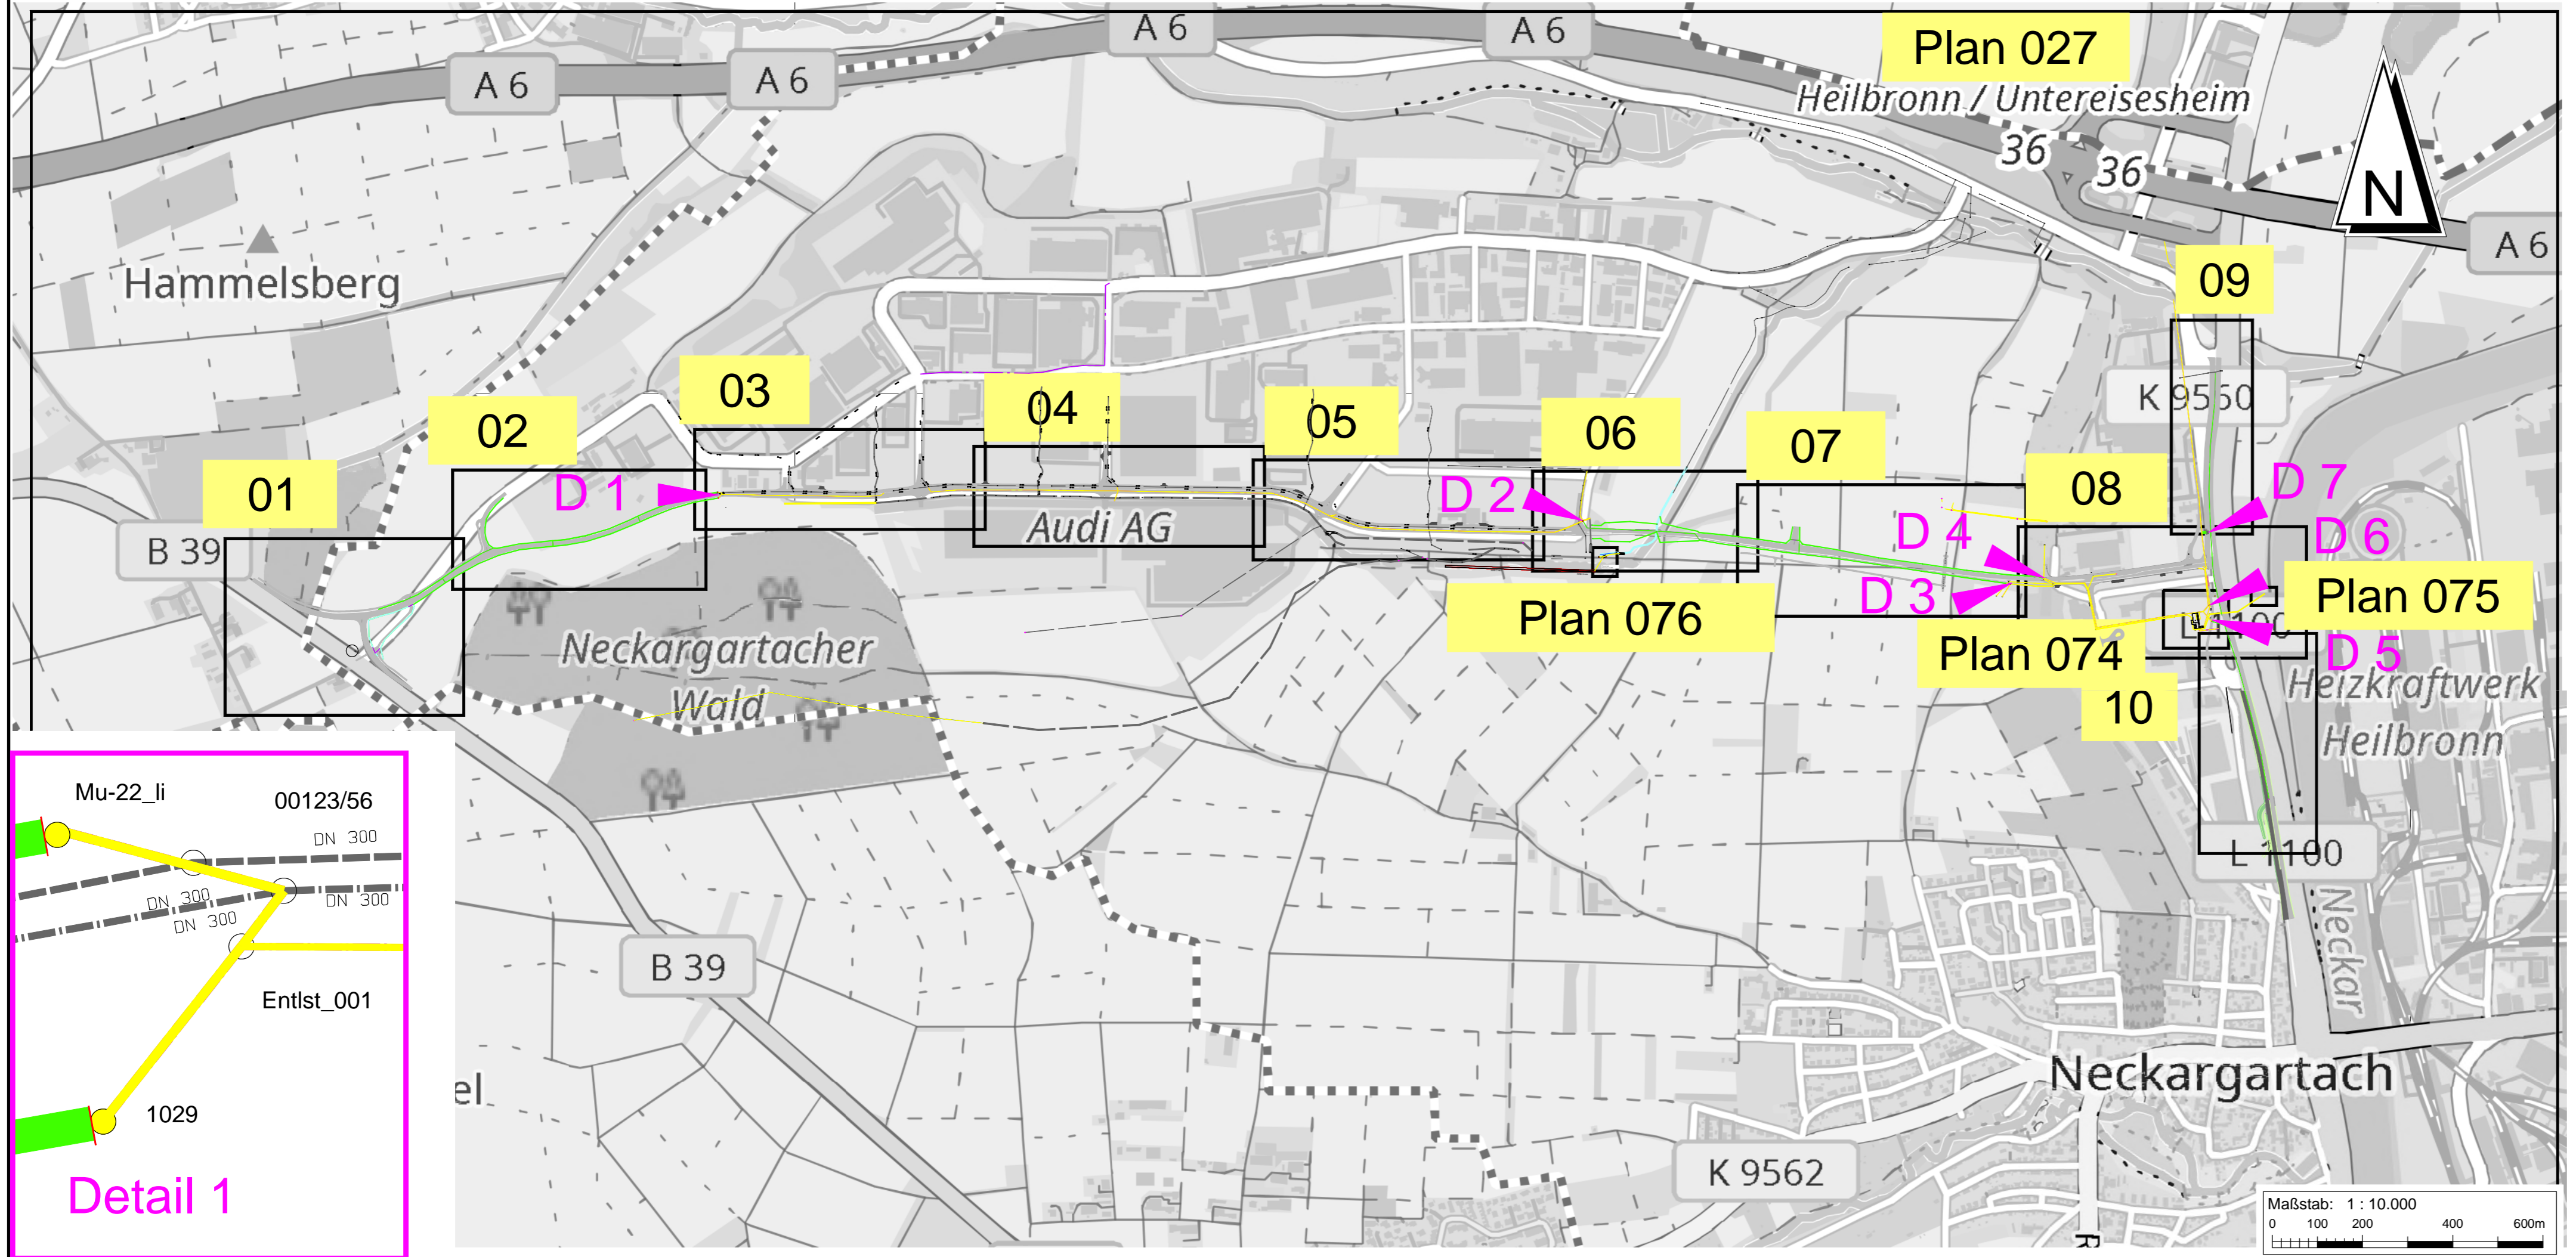 A 6
A 6
A 6
A 6
Plan 027
Heilbronn / Untereisesheim
36
36
N
A 6
Hammelsberg
09
K 9550
03
04
05
06
07
02
08
01
D 1
D 2
D 4
D 7
D 6
B 39
Audi AG
D 3
Plan 075
Plan 076
Plan 074
L 1100
D 5
Neckargartacher
Wald
10
Heizkraftwerk
Heilbronn
L 1100
Neckar
B 39
el
Neckargartach
K 9562
R
Mu-22_li
00123/56
DN 300
DN 300
DN 300
DN 300
Entlst_001
1029
Detail 1
Maßstab: 1 : 10.000
0 100 200 400 600m